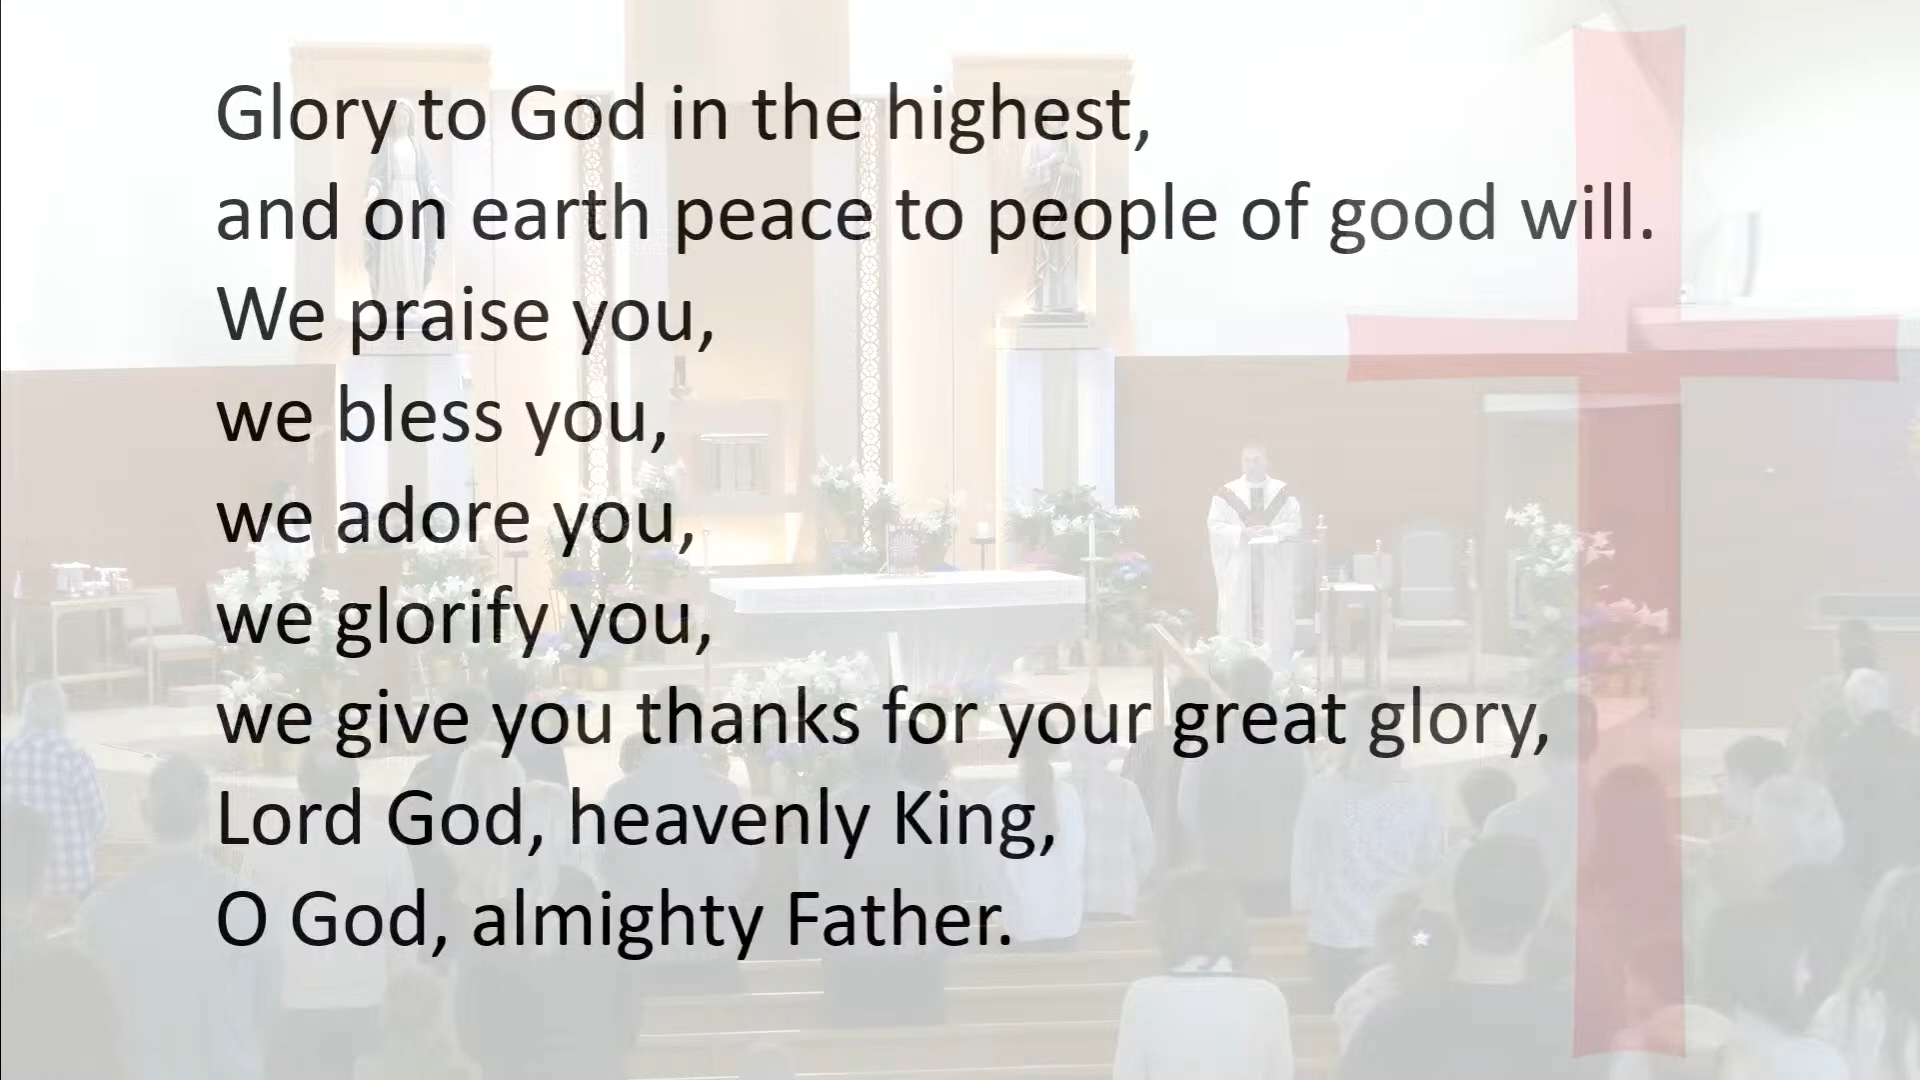 Glory to God in the highest,
and on earth peace to people of good will.
We praise you,
we bless you,
we adore you,
we glorify you,
we give you thanks for your great glory,
Lord God, heavenly King,
O God, almighty Father.